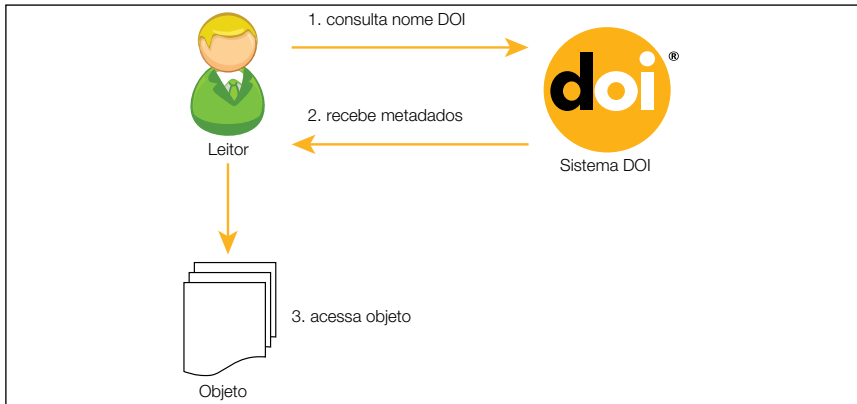 1. consulta nome DOI
doi®
2. recebe metadados
Leitor
Sistema DOI
3. acessa objeto
Objeto